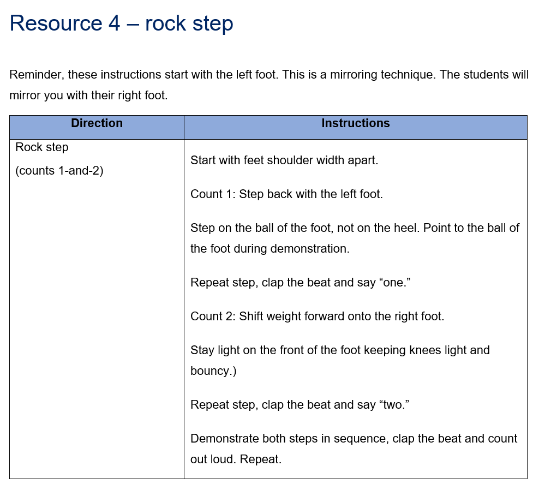 Resource 4 – rock step
Reminder, these instructions start with the left foot. This is a mirroring technique. The students will
mirror you with their right foot.
Direction
Instructions
Rock step
(counts 1-and-2)
Start with feet shoulder width apart.
Count 1: Step back with the left foot.
Step on the ball of the foot, not on the heel. Point to the ball of
the foot during demonstration.
Repeat step, clap the beat and say “one.”
Count 2: Shift weight forward onto the right foot.
Stay light on the front of the foot keeping knees light and
bouncy.)
Repeat step, clap the beat and say “two.”
Demonstrate both steps in sequence, clap the beat and count
out loud. Repeat.